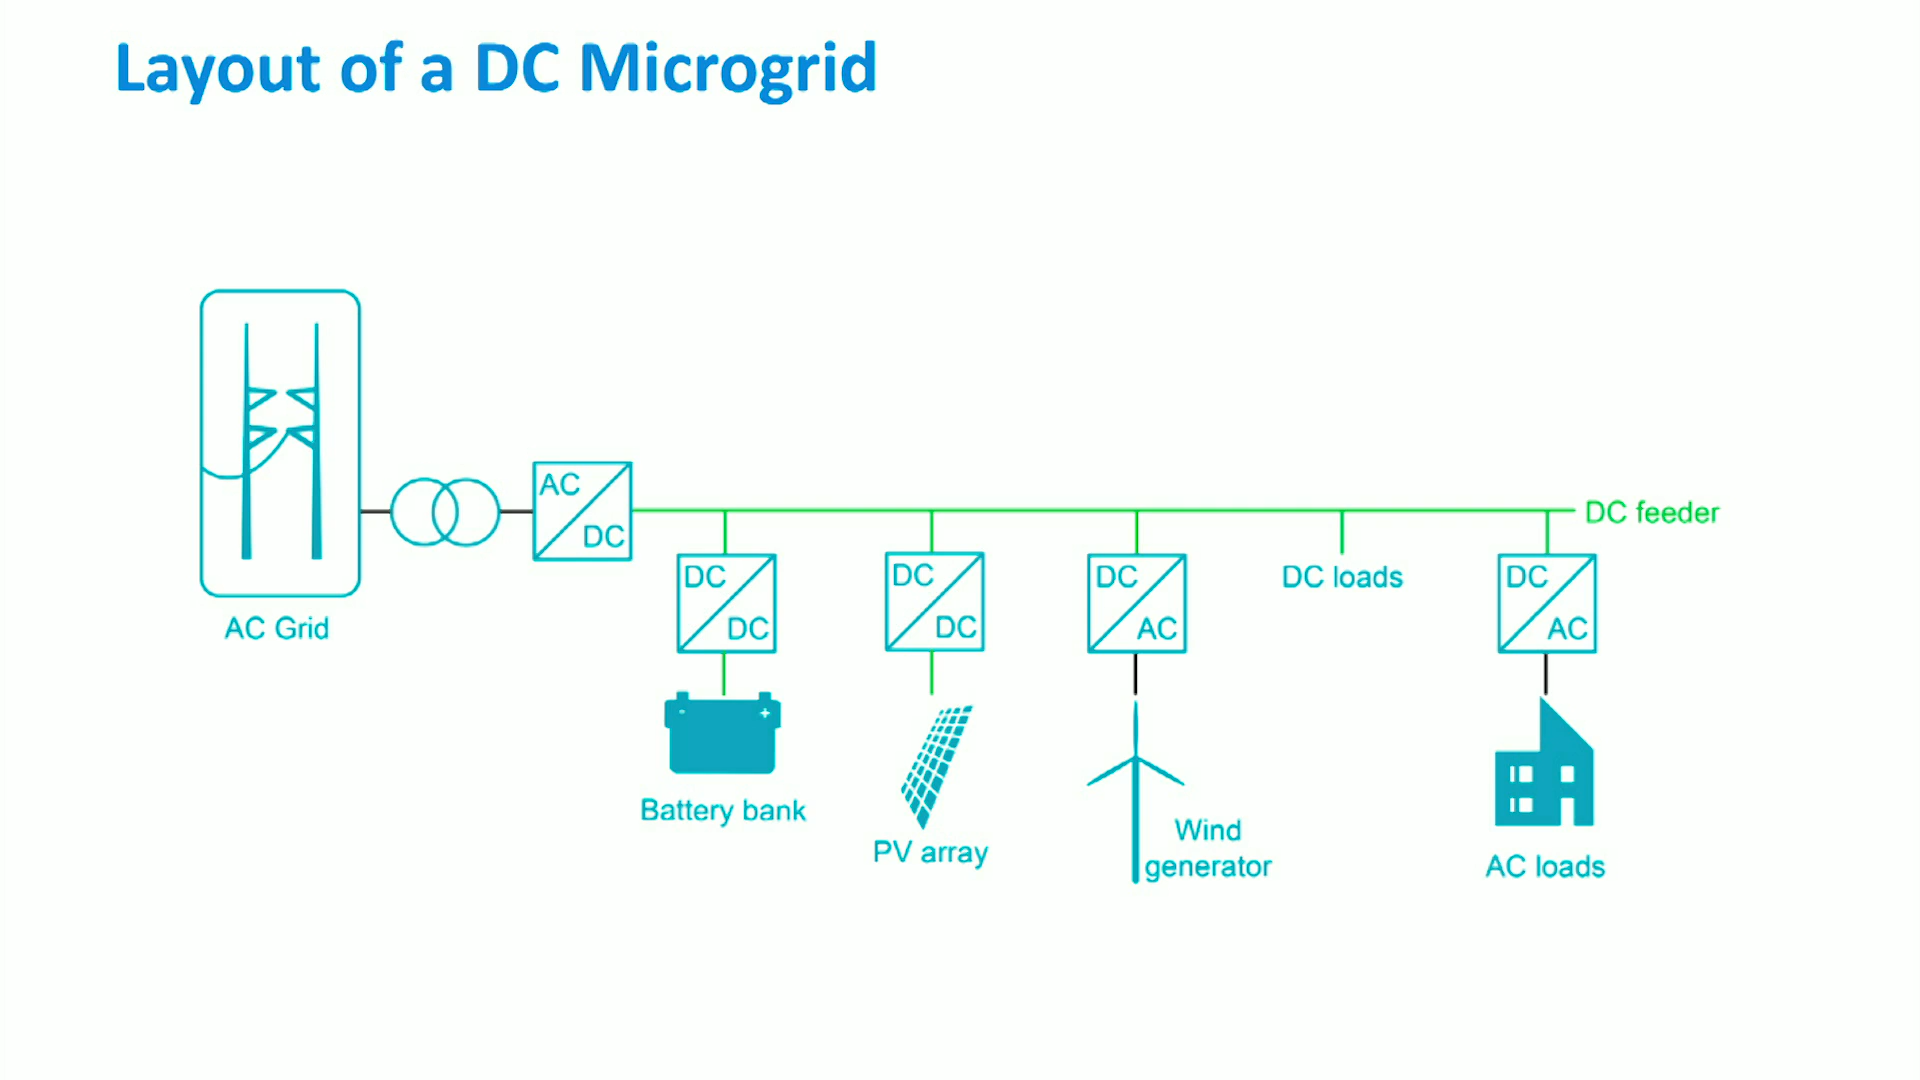 Layout of a DC Microgrid
AC
DC
DC feeder
DC
DC
DC
DC
DC
AC
DC loads
DC
AC
AC Grid
- +
Battery bank
PV array
Wind
generator
AC loads